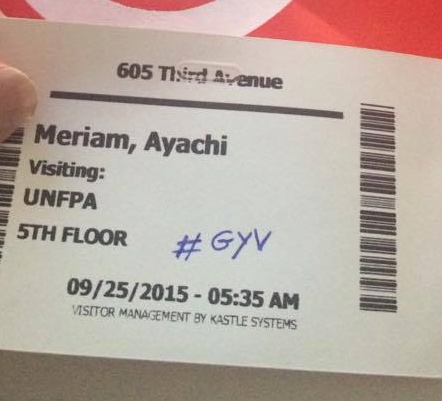 605 Third Avenue
Meriam, Ayachi
Visiting:
UNFPA
5TH FLOOR
#GYV
09/25/2015 - 05:35 AM
VISITOR MANAGEMENT BY KASTLE SYSTEMS